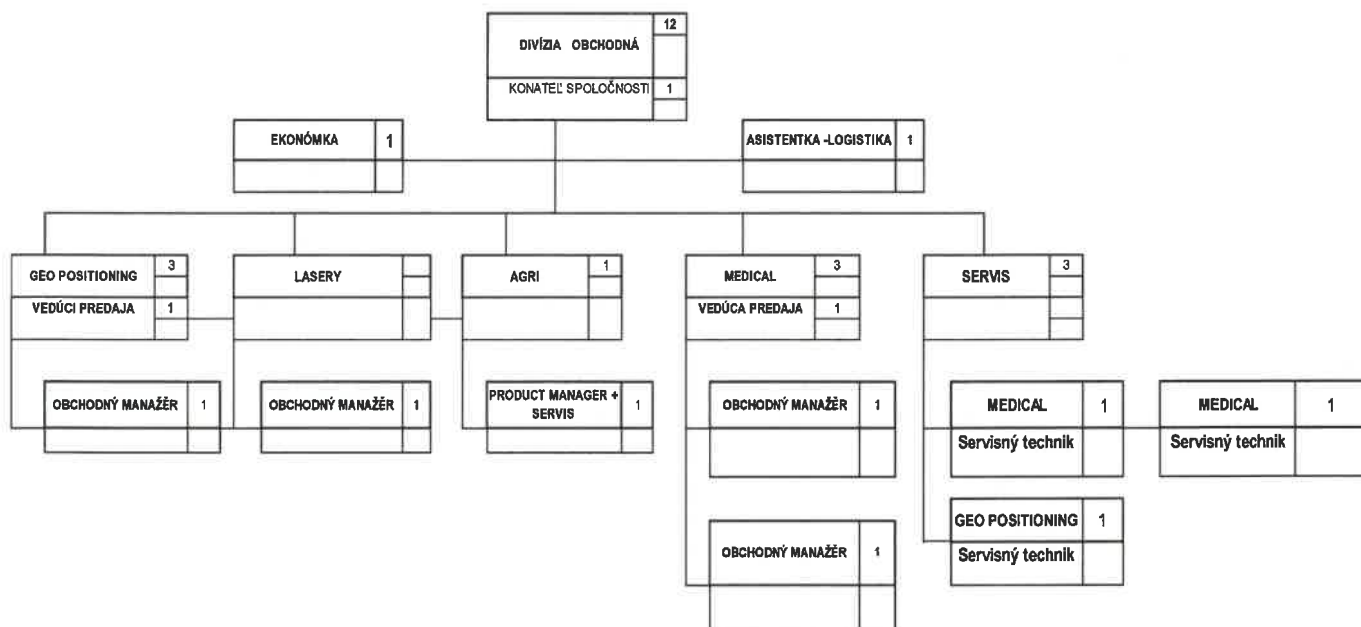 12
DIVÍZIA OBCHODNÁ
KONATEĽ SPOLOČNOSTI 1
EKONÓMKA 1
ASISTENTKA -LOGISTIKA 1
GEO POSITIONING 3
VEDÚCI PREDAJA 1
LASERY
AGRI 1
MEDICAL 3
VEDÚCA PREDAJA 1
SERVIS 3
OBCHODNÝ MANAŽÉR 1
OBCHODNÝ MANAŽÉR 1
PRODUCT MANAGER +
SERVIS 1
OBCHODNÝ MANAŽÉR 1
MEDICAL 1
Servisný technik
MEDICAL 1
Servisný technik
GEO POSITIONING 1
Servisný technik
OBCHODNÝ MANAŽÉR 1